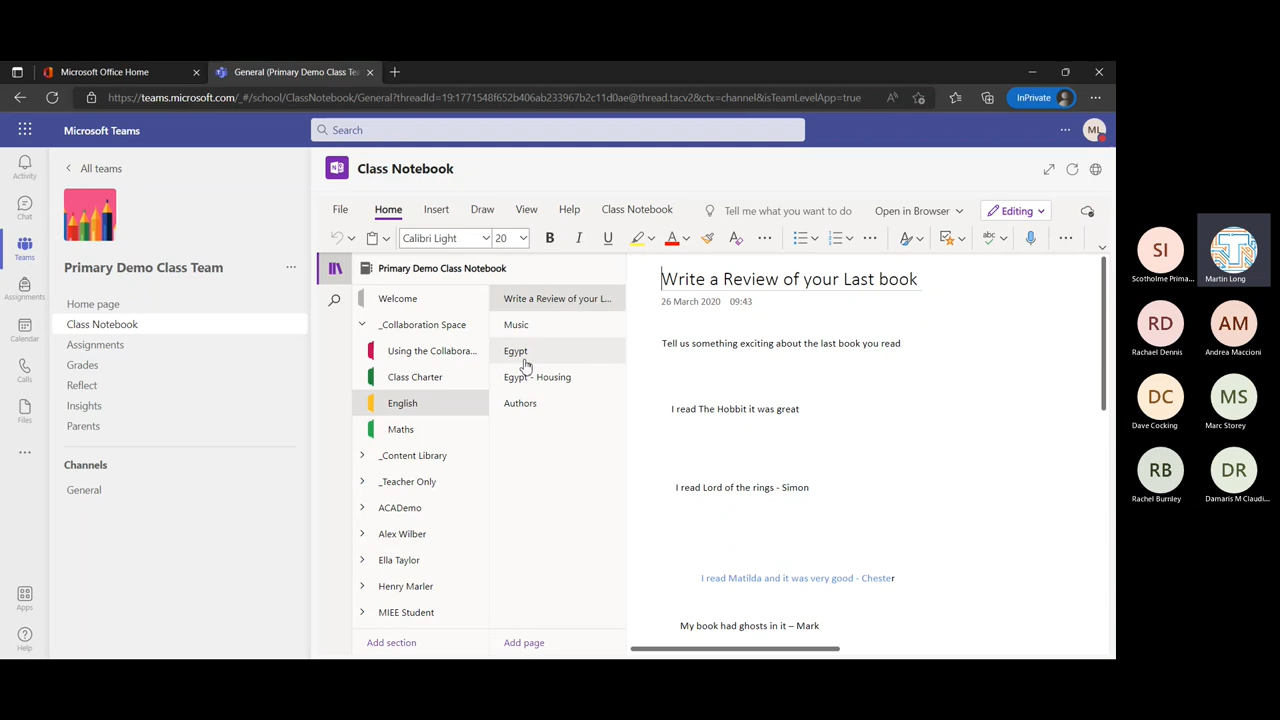 Microsoft Office Home
General (Primary Demo Class Tea
https://teams.microsoft.com/_#/school/ClassNotebook/General?threadId=19:1771548f652b406ab233967b2c11d0ae@thread.tacv2&ctx=channel&isTeamLevelApp=true
InPrivate
Microsoft Teams
Search
ML
Activity
Chat
Teams
Assignments
Calendar
Calls
Files
Apps
Help
All teams
Primary Demo Class Team
Home page
Class Notebook
Assignments
Grades
Reflect
Insights
Parents
Channels
General
Class Notebook
File Home Insert Draw View Help Class Notebook Tell me what you want to do Open in Browser Editing
Calibri Light 20 B I U A
Primary Demo Class Notebook
Welcome
_Collaboration Space
Using the Collabora...
Class Charter
English
Maths
_Content Library
_Teacher Only
ACADemo
Alex Wilber
Ella Taylor
Henry Marler
MIEE Student
Add section
Write a Review of your L...
Music
Egypt
Egypt - Housing
Authors
Add page
Write a Review of your Last book
26 March 2020 09:43
Tell us something exciting about the last book you read
I read The Hobbit it was great
I read Lord of the rings - Simon
I read Matilda and it was very good - Chester
My book had ghosts in it – Mark
SI
Scotholme Prima...
Martin Long
RD
Rachael Dennis
AM
Andrea Maccioni
DC
Dave Cocking
MS
Marc Storey
RB
Rachel Burnley
DR
Damaris M Claudi...